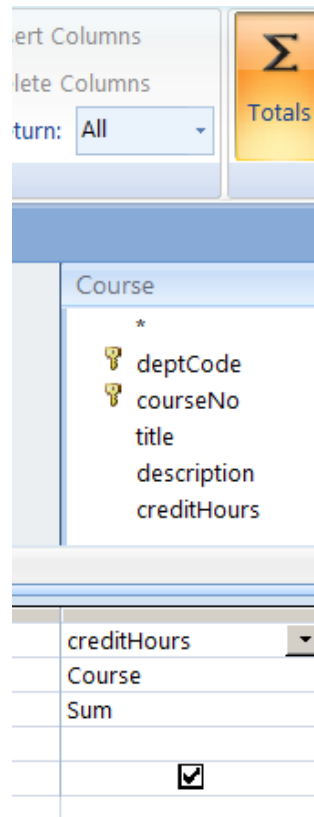 ert Columns
lete Columns
turn: All
Σ
Totals
Course
*
deptCode
courseNo
title
description
creditHours
creditHours
Course
Sum